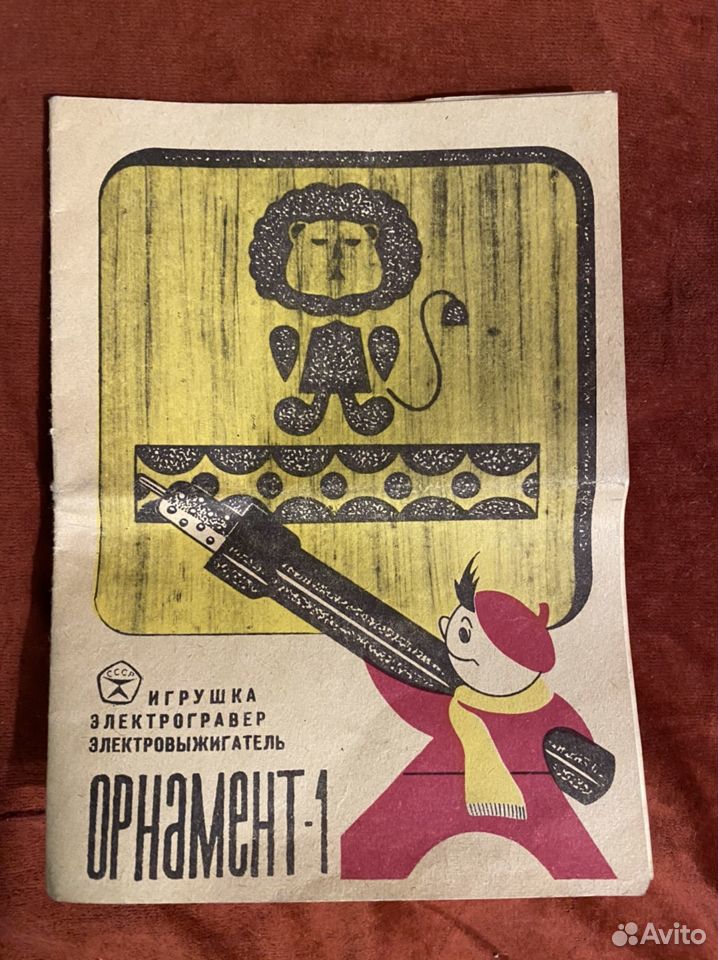 СССР
ИГРУШКА
ЭЛЕКТРОГРАВЕР
ЭЛЕКТРОВЫЖИГАТЕЛЬ
ОРНАМЕНТ-1
Avito